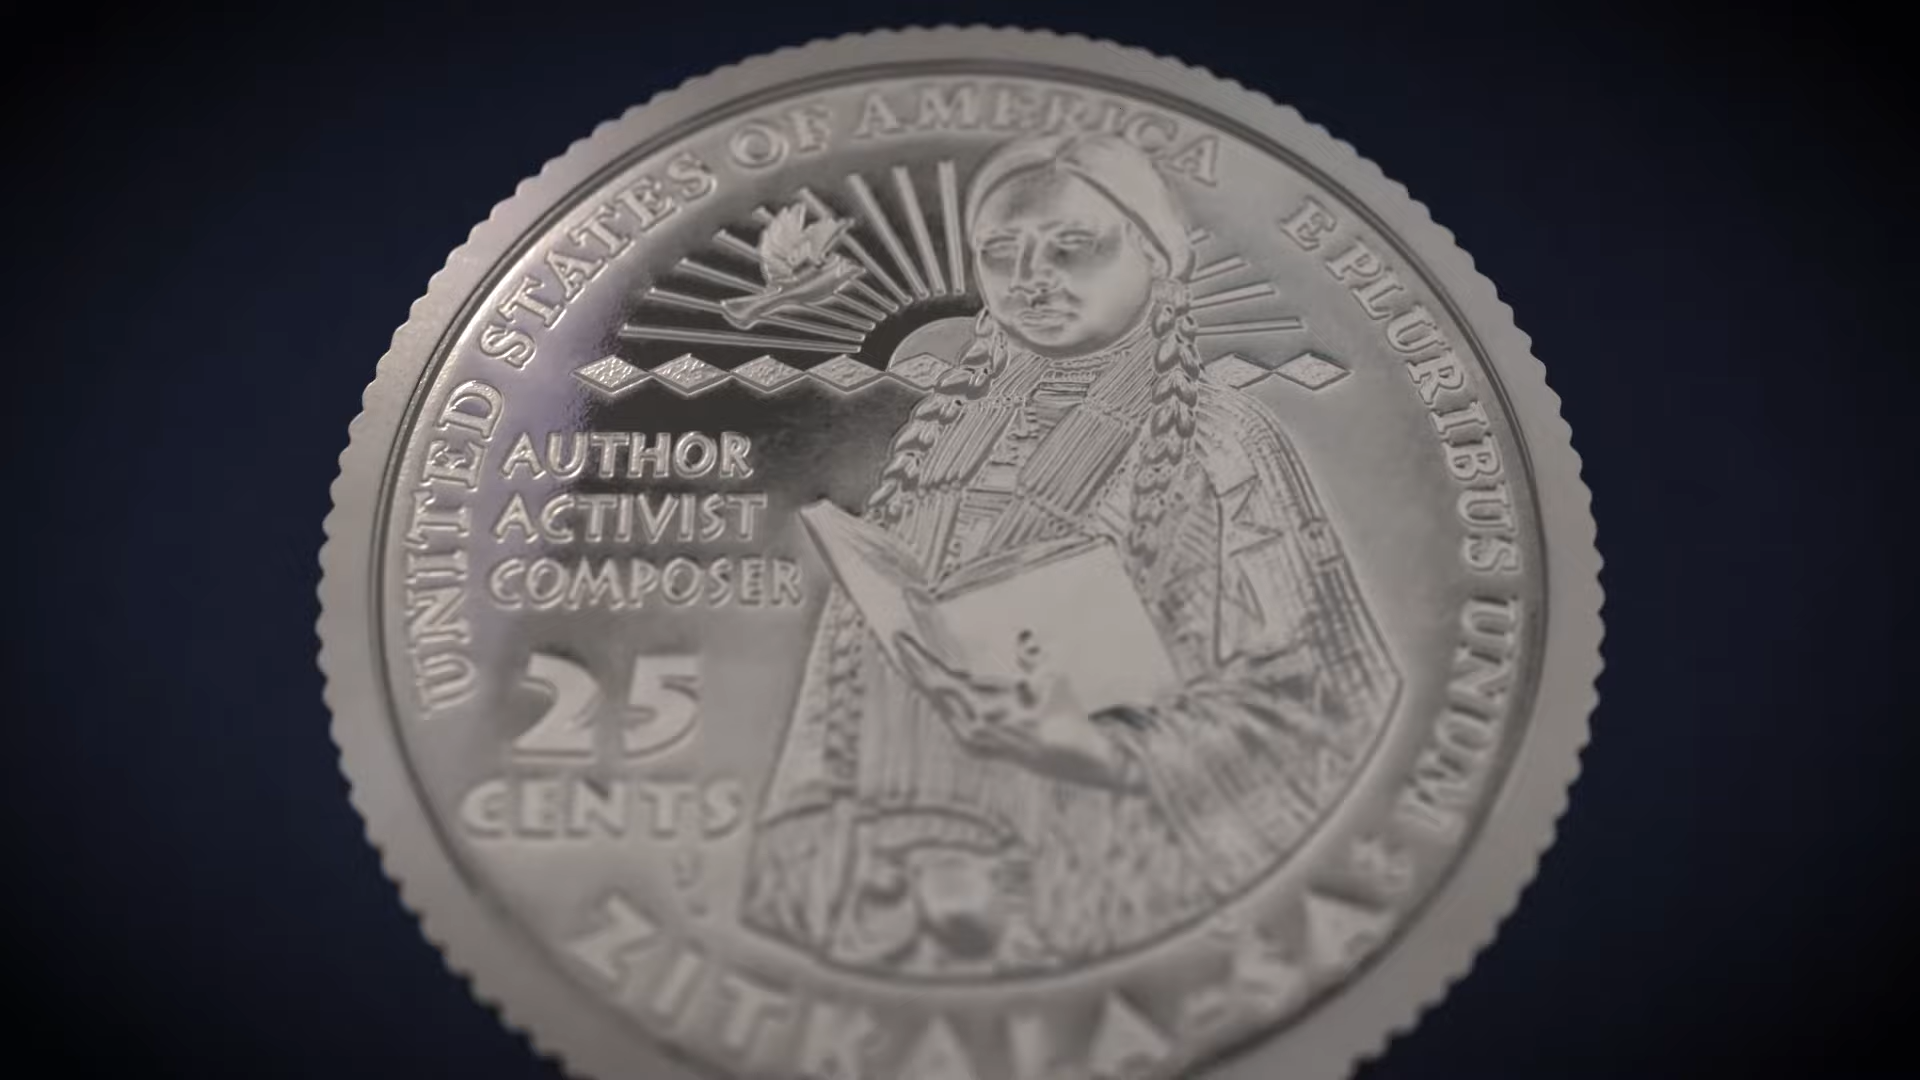 UNITED STATES OF AMERICA
E PLURIBUS UNUM
AUTHOR
ACTIVIST
COMPOSER
25
CENTS
ZITKALA-ŠA